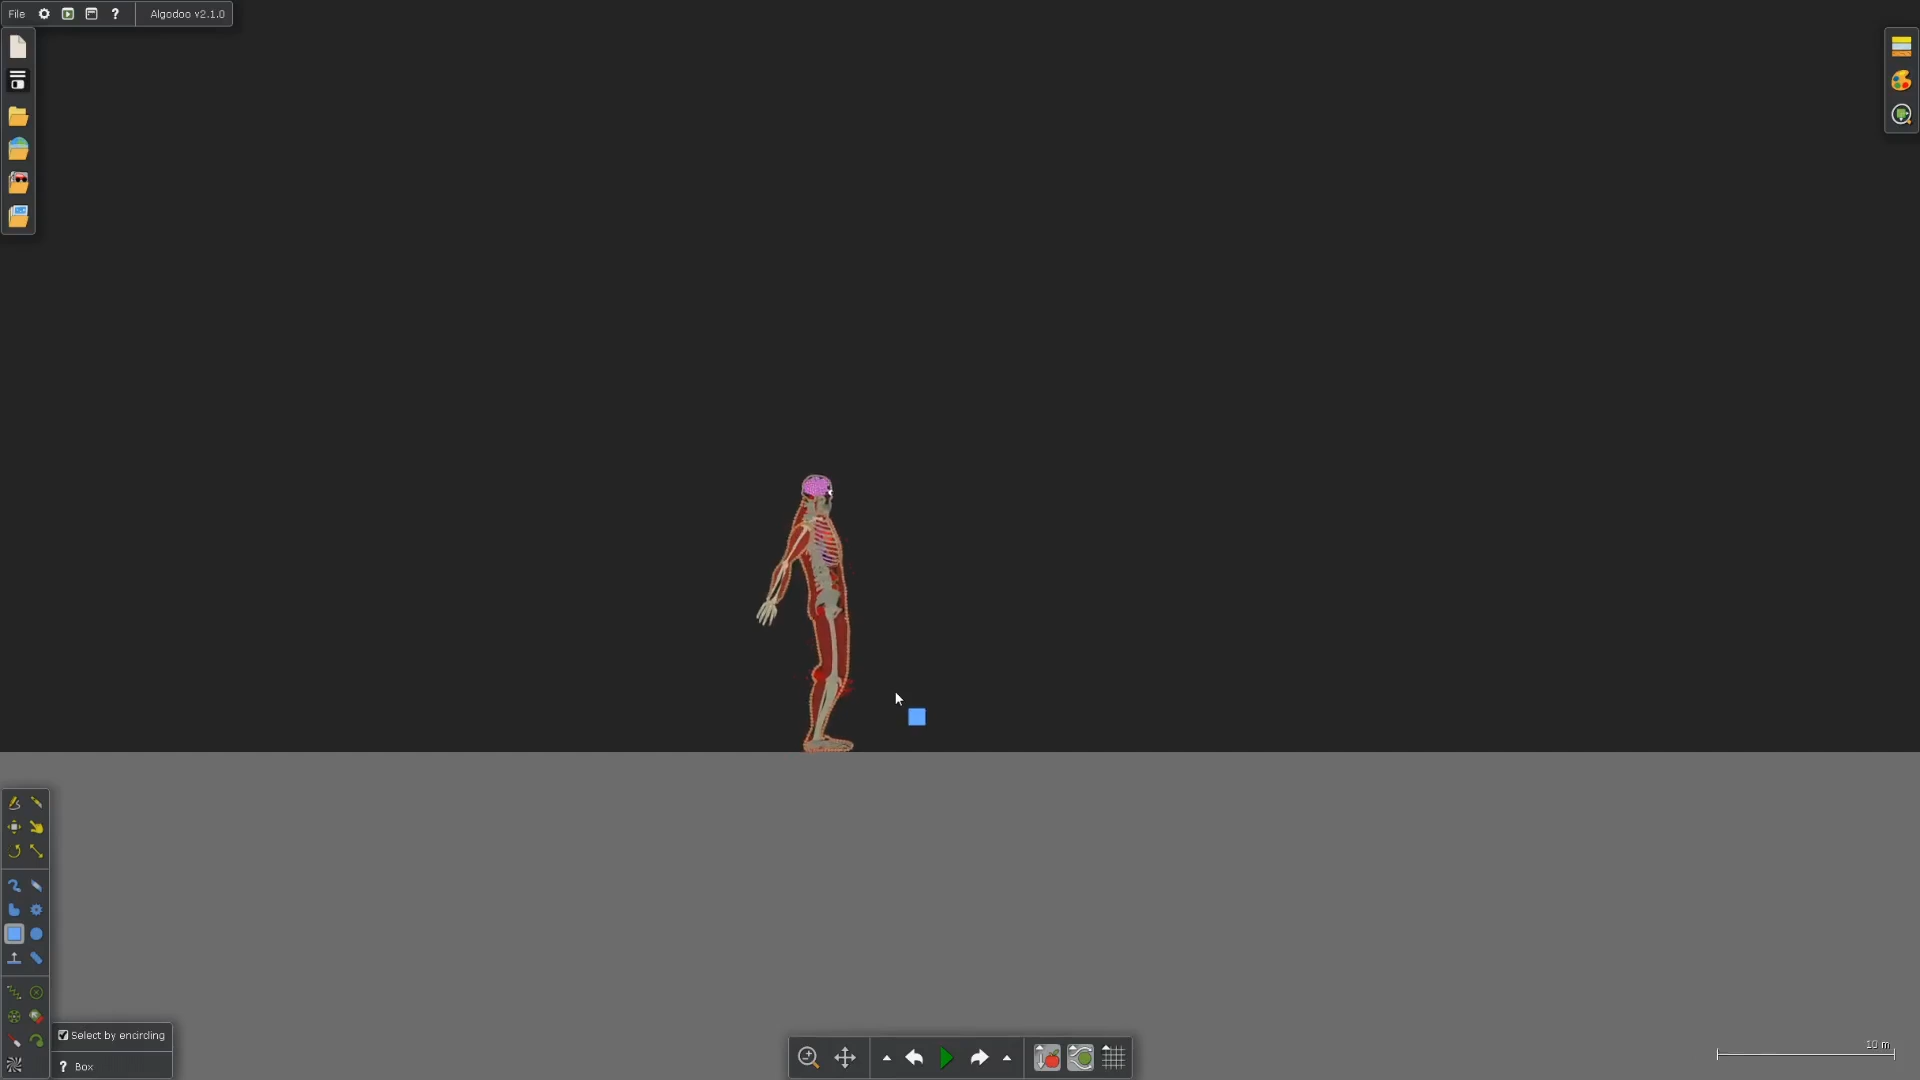 File
? Algodoo v2.1.0
Select by encircling
? Box
10 m